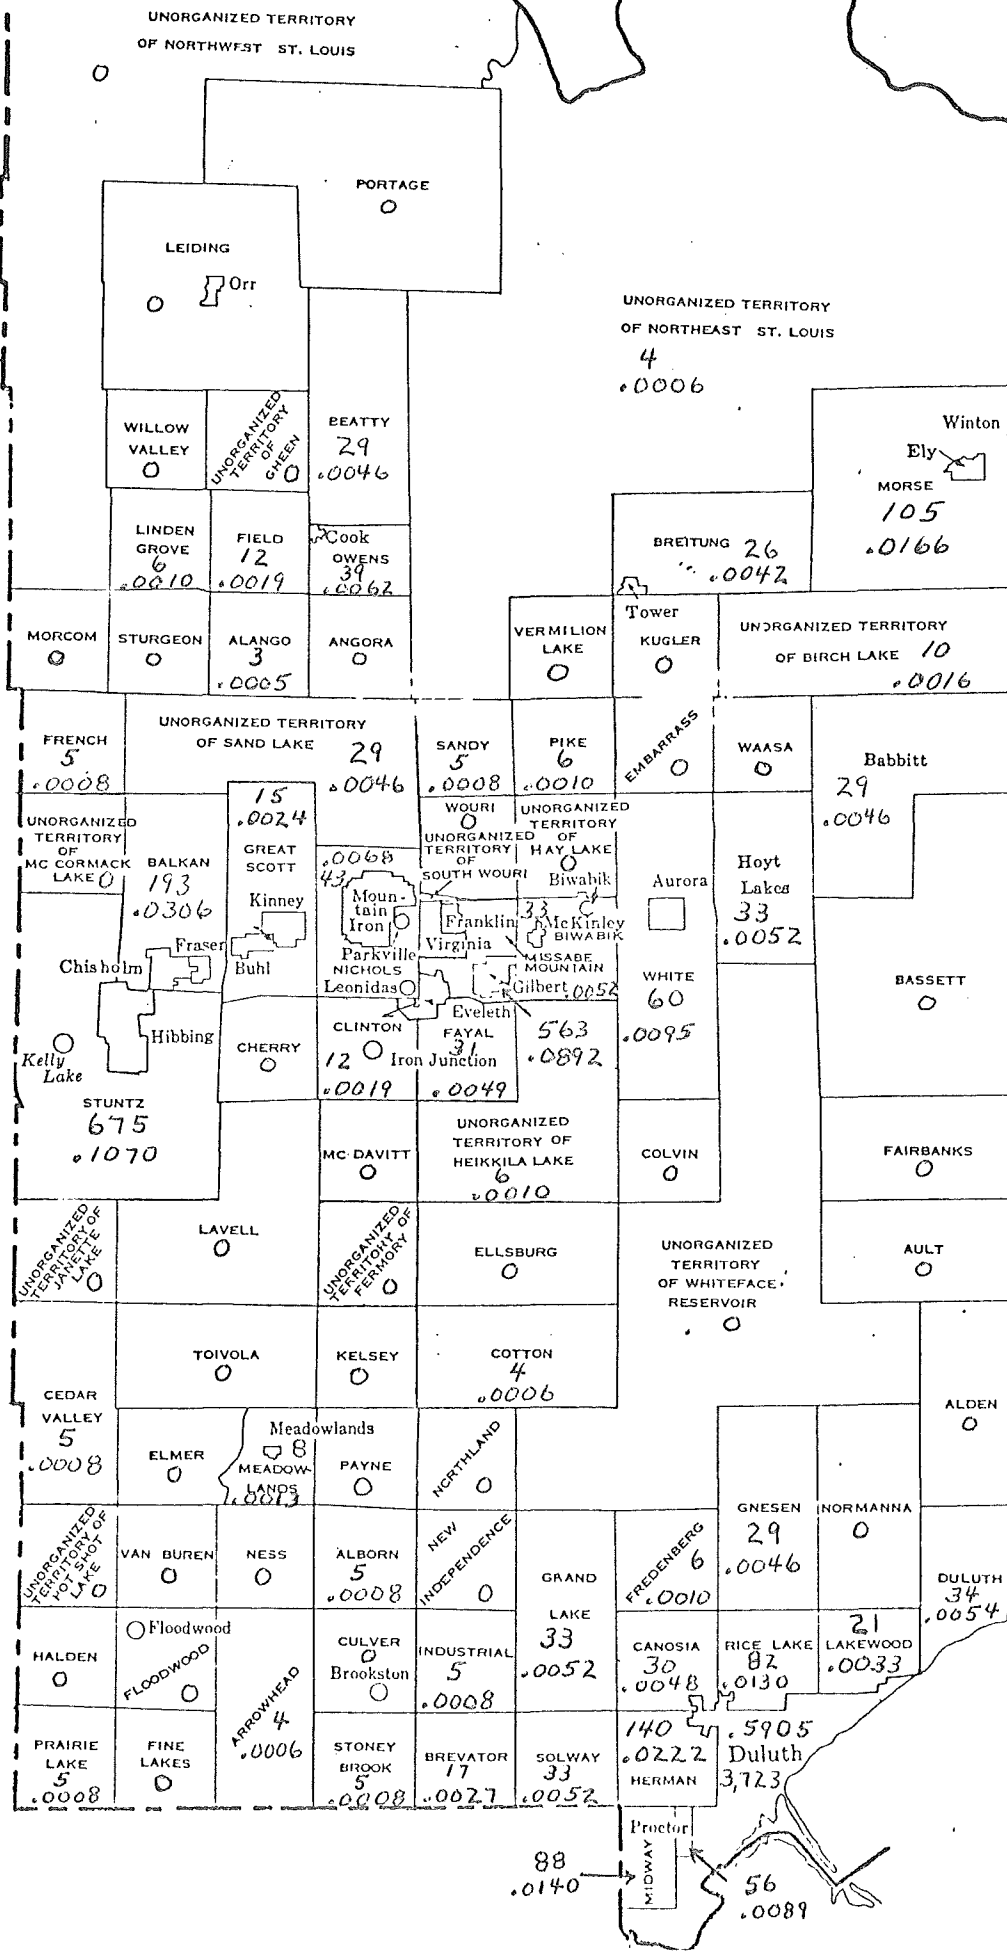 UNORGANIZED TERRITORY
OF NORTHWEST ST. LOUIS
0
PORTAGE
0
LEIDING
Orr
0
UNORGANIZED TERRITORY
OF NORTHEAST ST. LOUIS
4
.0006
WILLOW
VALLEY
0
UNORGANIZED
TERRITORY
OF
GHEEN
0
BEATTY
29
.0046
Winton
Ely
MORSE
105
.0166
LINDEN
GROVE
6
.0010
FIELD
12
.0019
Cook
OWENS
39
.0062
BREITUNG 26
.0042
Tower
MORCOM
0
STURGEON
0
ALANGO
3
.0005
ANGORA
0
VERMILION
LAKE
0
KUGLER
0
UNORGANIZED TERRITORY
OF BIRCH LAKE 10
.0016
FRENCH
5
.0008
UNORGANIZED TERRITORY
OF SAND LAKE 29
.0046
SANDY
5
.0008
PIKE
6
.0010
EMBARRASS
0
WAASA
0
Babbitt
29
.0046
UNORGANIZED
TERRITORY
OF
MC CORMACK
LAKE 0
BALKAN
193
.0306
15
.0024
GREAT
SCOTT
Kinney
Buhl
Fraser
Chisholm
.0068
43
Moun-
tain
Iron
Parkville
NICHOLS
Leonidas
WOURI
0
UNORGANIZED
TERRITORY
OF
SOUTH WOURI
UNORGANIZED
TERRITORY
OF
HAY LAKE
0
Biwabik
Franklin
Virginia
33
McKinley
BIWABIK
MISSABE
MOUNTAIN
Gilbert .0052
Eveleth
Aurora
WHITE
60
.0095
Hoyt
Lakes
33
.0052
BASSETT
0
Hibbing
Kelly
Lake
STUNTZ
675
.1070
CHERRY
0
CLINTON
12
.0019
Iron Junction
FAYAL
31
.0049
563
.0892
MC DAVITT
0
UNORGANIZED
TERRITORY OF
HEIKKILA LAKE
6
.0010
COLVIN
0
FAIRBANKS
0
UNORGANIZED
TERRITORY OF
JANETTE
LAKE
0
LAVELL
0
UNORGANIZED
TERRITORY OF
FERMORY
0
ELLSBURG
0
UNORGANIZED
TERRITORY
OF WHITEFACE
RESERVOIR
0
AULT
0
TOIVOLA
0
KELSEY
0
COTTON
4
.0006
CEDAR
VALLEY
5
.0008
ELMER
0
Meadowlands
8
MEADOW-
LANDS
.0013
PAYNE
0
NORTHLAND
0
ALDEN
0
UNORGANIZED
TERRITORY OF
HOT SHOT
LAKE
0
VAN BUREN
0
NESS
0
ALBORN
5
.0008
NEW
INDEPENDENCE
0
GRAND
LAKE
33
.0052
FREDENBERG
6
.0010
GNESEN
29
.0046
NORMANNA
0
DULUTH
34
.0054
HALDEN
0
Floodwood
FLOODWOOD
0
ARROWHEAD
4
.0006
CULVER
0
Brookston
INDUSTRIAL
5
.0008
CANOSIA
30
.0048
RICE LAKE
82
.0130
21
LAKEWOOD
.0033
PRAIRIE
LAKE
5
.0008
FINE
LAKES
0
STONEY
BROOK
5
.0008
BREVATOR
17
.0027
SOLWAY
33
.0052
140
.0222
HERMAN
.5905
Duluth
3,723
Proctor
MIDWAY
88
.0140
56
.0089